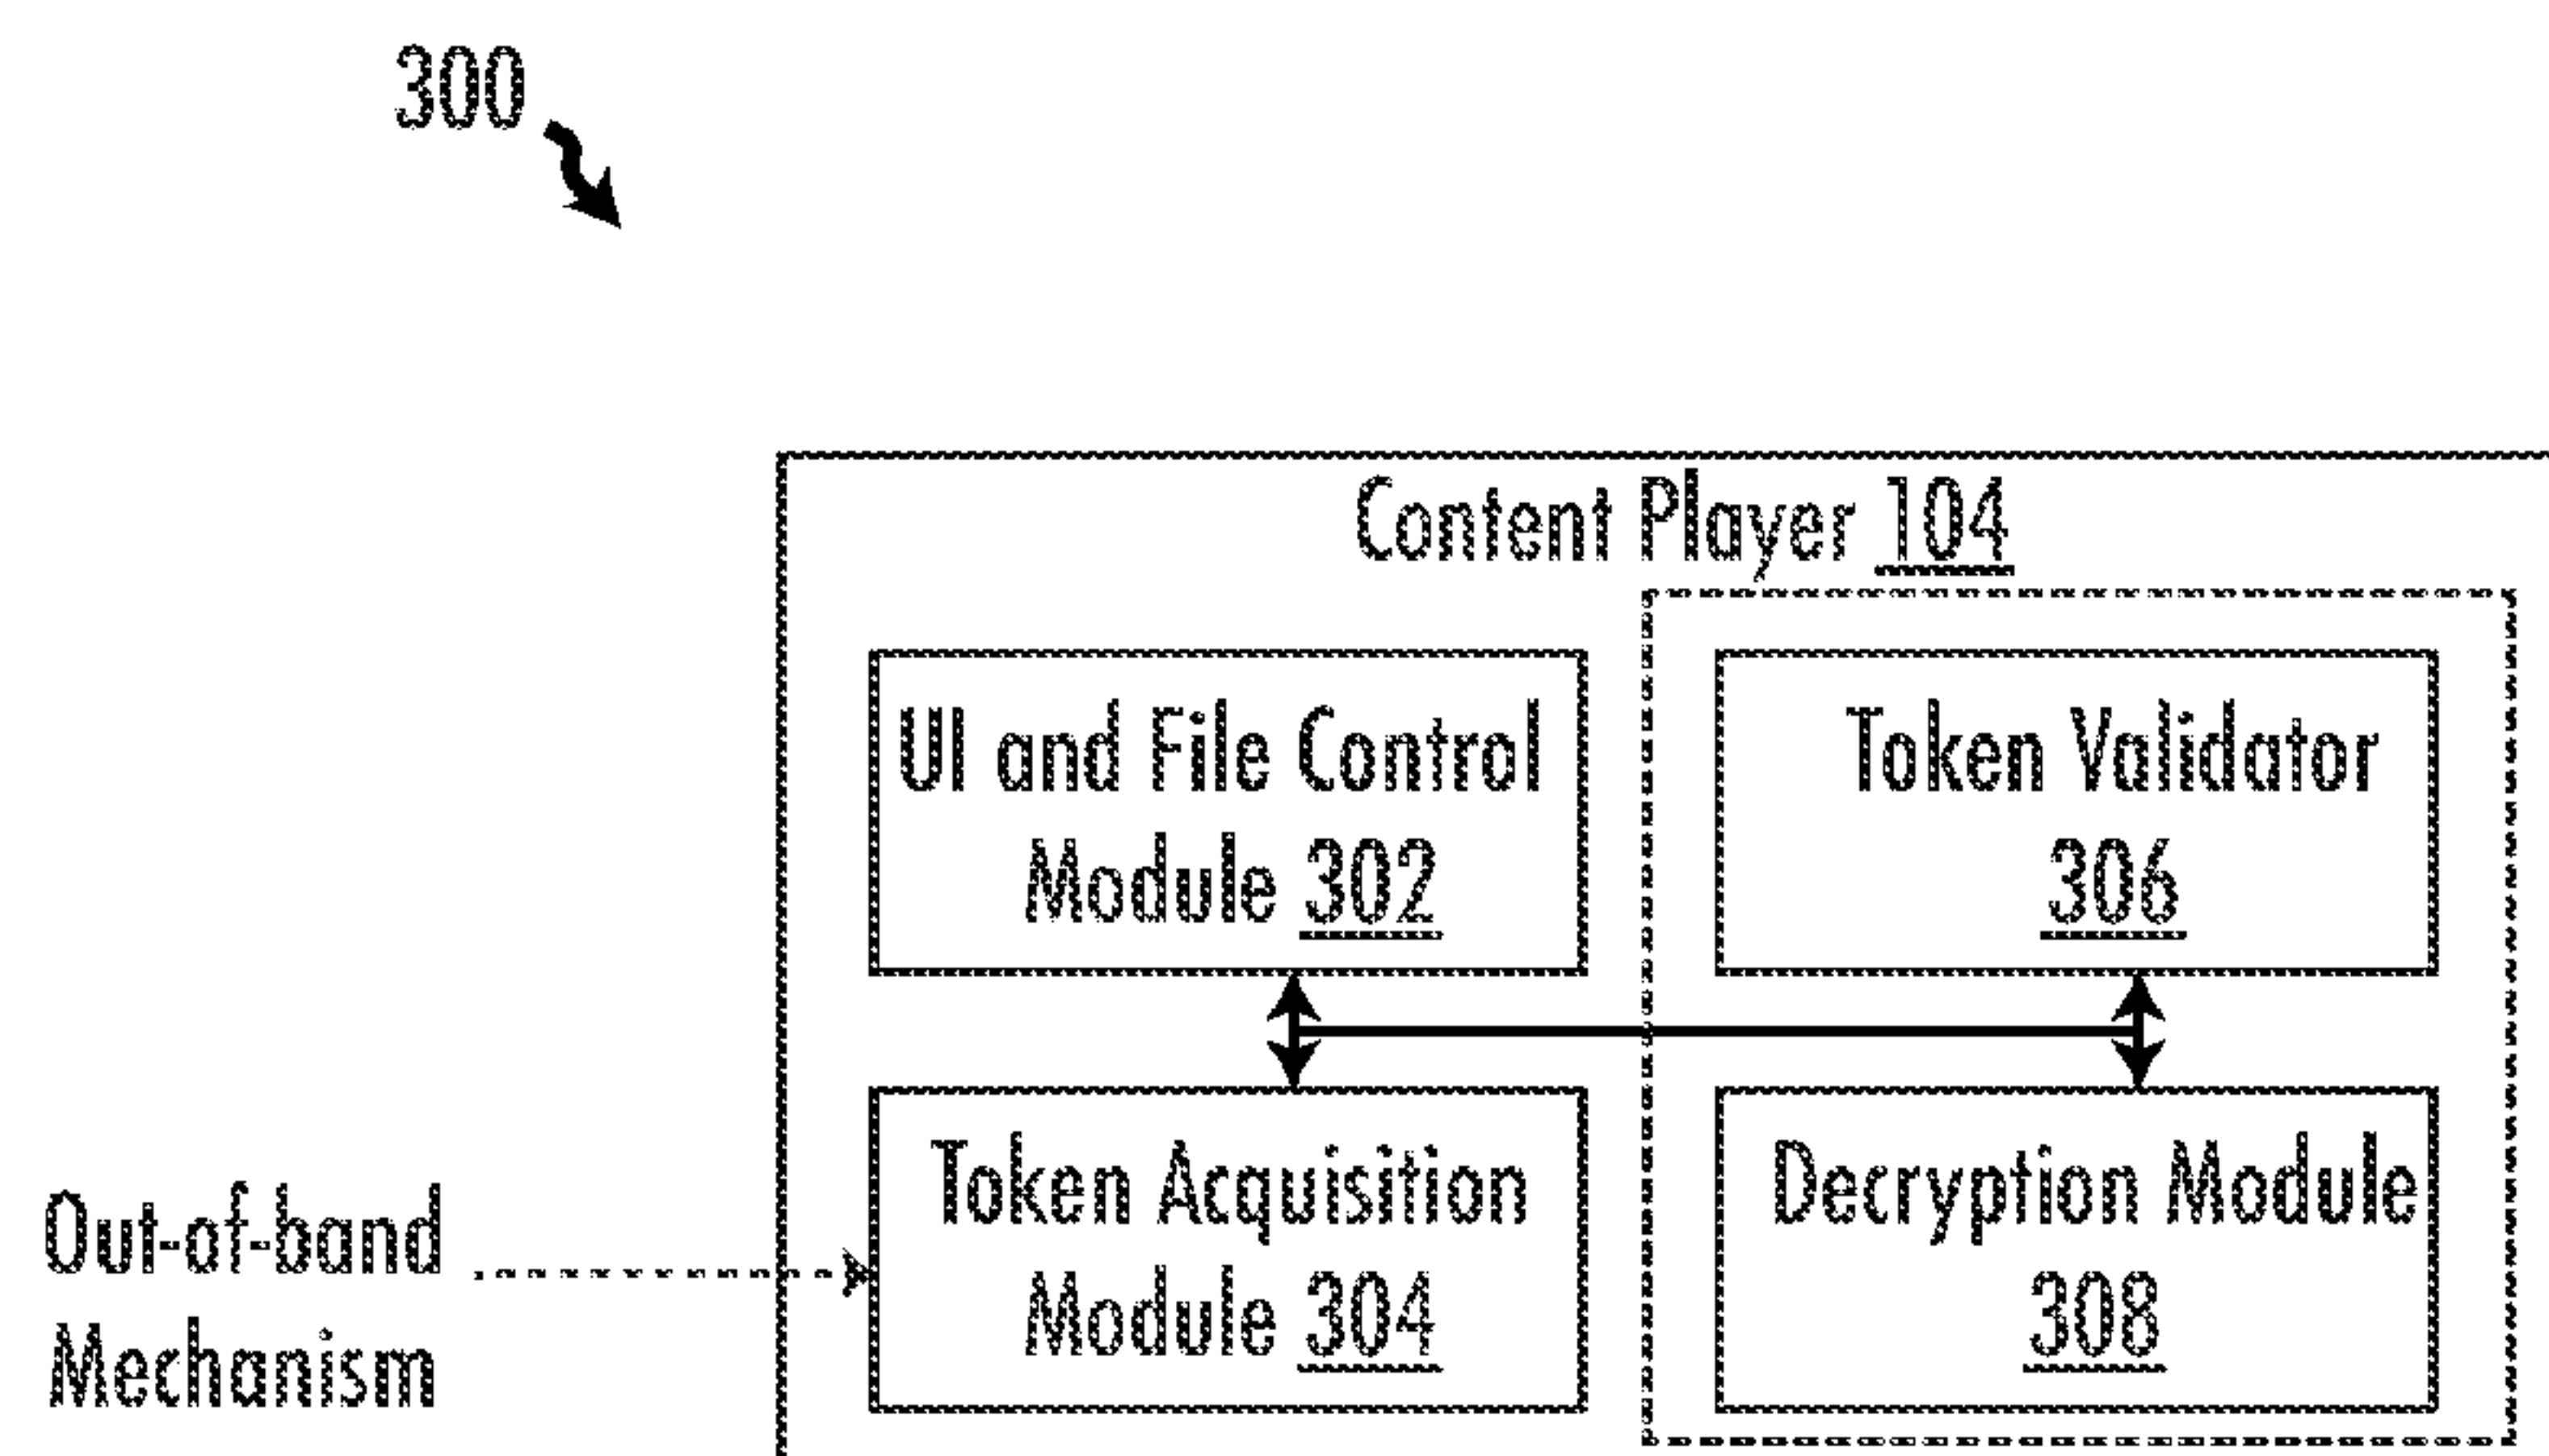 300
Content Player 104
UI and File Control
Module 302
Token Validator
306
Token Acquisition
Module 304
Decryption Module
308
Out-of-band
Mechanism